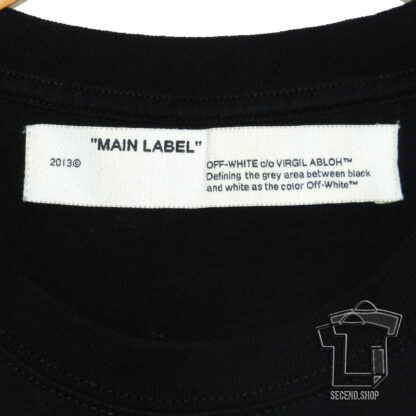 "MAIN LABEL"
2013©
OFF-WHITE c/o VIRGIL ABLOH™
Defining the grey area between black
and white as the color Off-White™
SECEND.SHOP